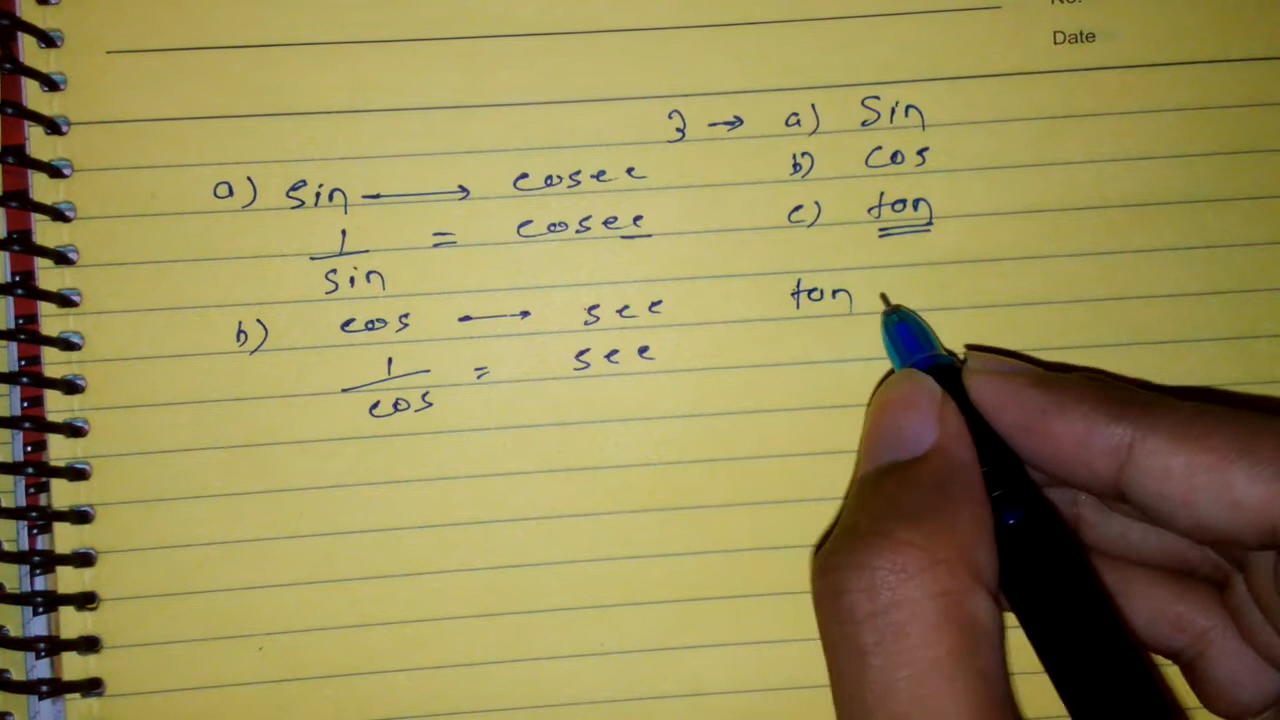 Date
3 → a) Sin
b) cos
c) tan
a) sin ⟶ cosec
1/sin = cosec
b) cos ⟶ sec
1/cos = sec
tan